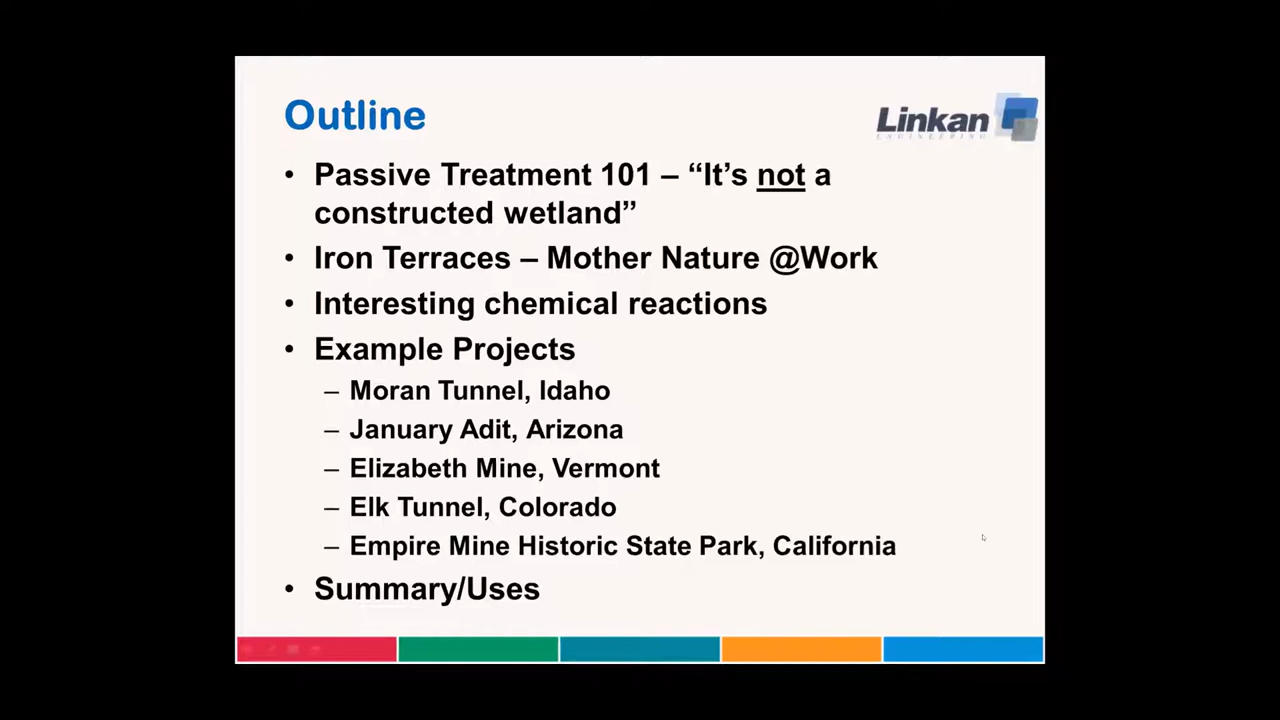 Outline
Linkan
ENGINEERING
• Passive Treatment 101 – “It’s not a
constructed wetland”
• Iron Terraces – Mother Nature @Work
• Interesting chemical reactions
• Example Projects
– Moran Tunnel, Idaho
– January Adit, Arizona
– Elizabeth Mine, Vermont
– Elk Tunnel, Colorado
– Empire Mine Historic State Park, California
• Summary/Uses